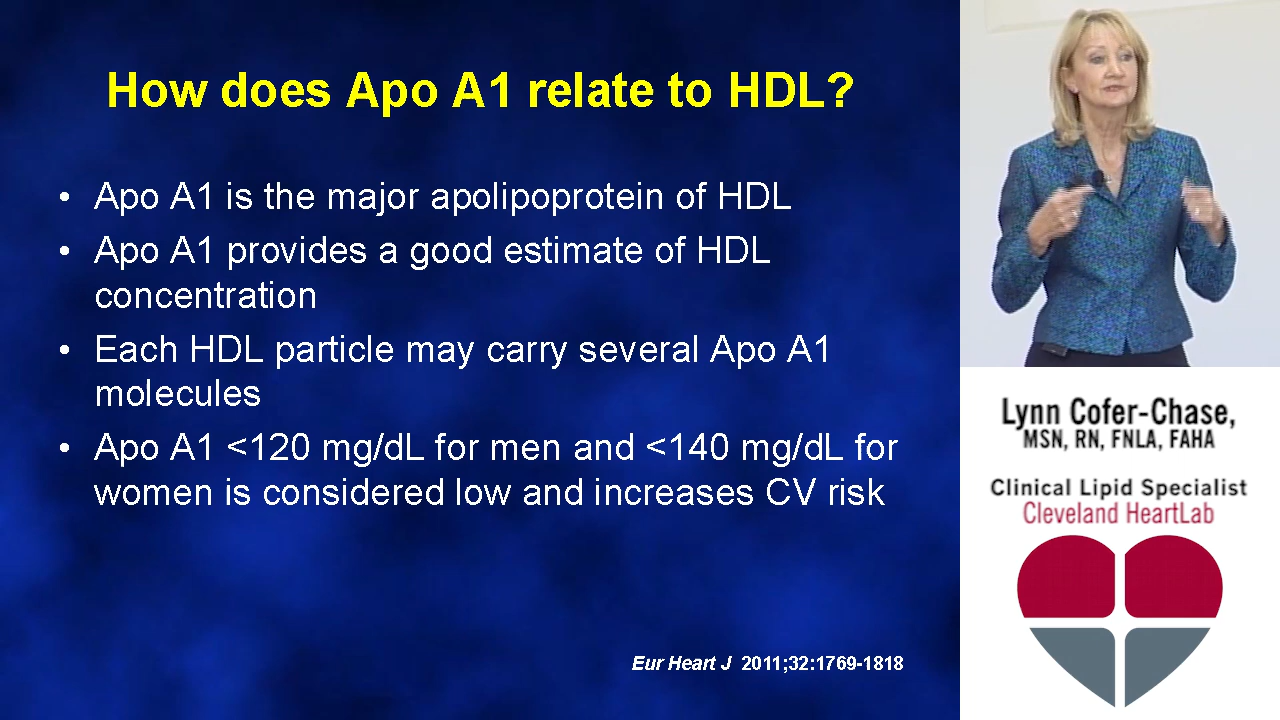 How does Apo A1 relate to HDL?
• Apo A1 is the major apolipoprotein of HDL
• Apo A1 provides a good estimate of HDL
concentration
• Each HDL particle may carry several Apo A1
molecules
• Apo A1 <120 mg/dL for men and <140 mg/dL for
women is considered low and increases CV risk
Eur Heart J 2011;32:1769-1818
Lynn Cofer-Chase,
MSN, RN, FNLA, FAHA
Clinical Lipid Specialist
Cleveland HeartLab